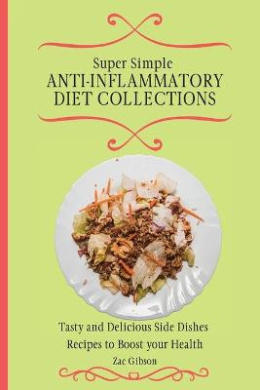 Super Simple
ANTI-INFLAMMATORY
DIET COLLECTIONS
Tasty and Delicious Side Dishes
Recipes to Boost your Health
Zac Gibson